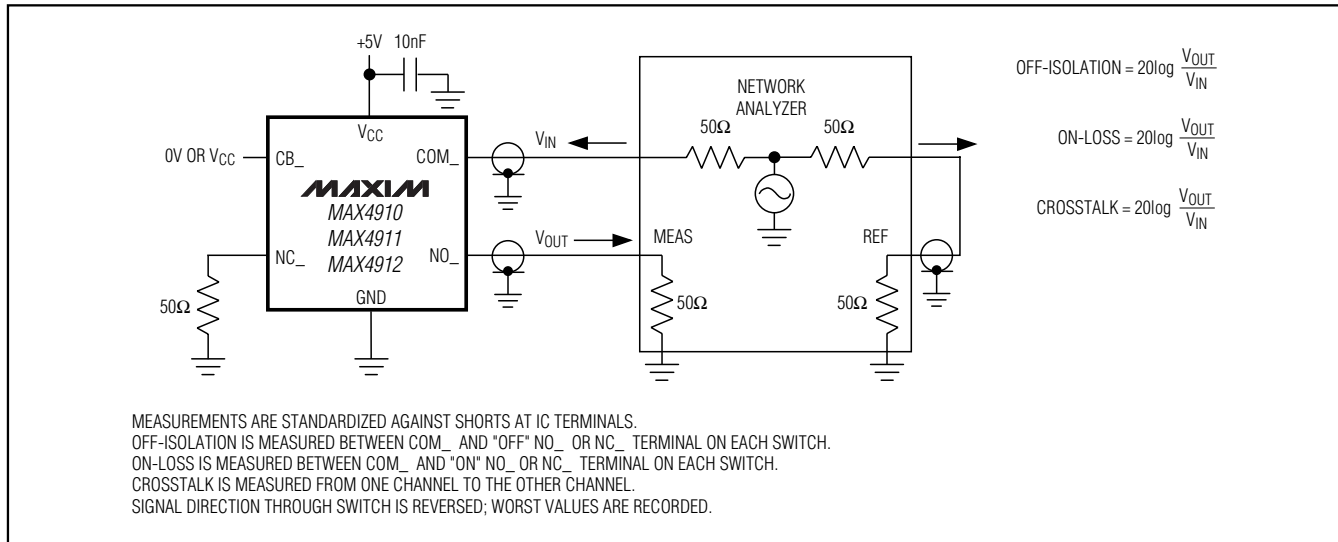 +5V 10nF
VCC
0V OR VCC
CB_
COM_
MAXIM
MAX4910
MAX4911
MAX4912
NC_
NO_
GND
50Ω
VIN
VOUT
NETWORK
ANALYZER
50Ω 50Ω
MEAS REF
50Ω 50Ω
OFF-ISOLATION = 20log VOUT/VIN
ON-LOSS = 20log VOUT/VIN
CROSSTALK = 20log VOUT/VIN
MEASUREMENTS ARE STANDARDIZED AGAINST SHORTS AT IC TERMINALS.
OFF-ISOLATION IS MEASURED BETWEEN COM_ AND "OFF" NO_ OR NC_ TERMINAL ON EACH SWITCH.
ON-LOSS IS MEASURED BETWEEN COM_ AND "ON" NO_ OR NC_ TERMINAL ON EACH SWITCH.
CROSSTALK IS MEASURED FROM ONE CHANNEL TO THE OTHER CHANNEL.
SIGNAL DIRECTION THROUGH SWITCH IS REVERSED; WORST VALUES ARE RECORDED.